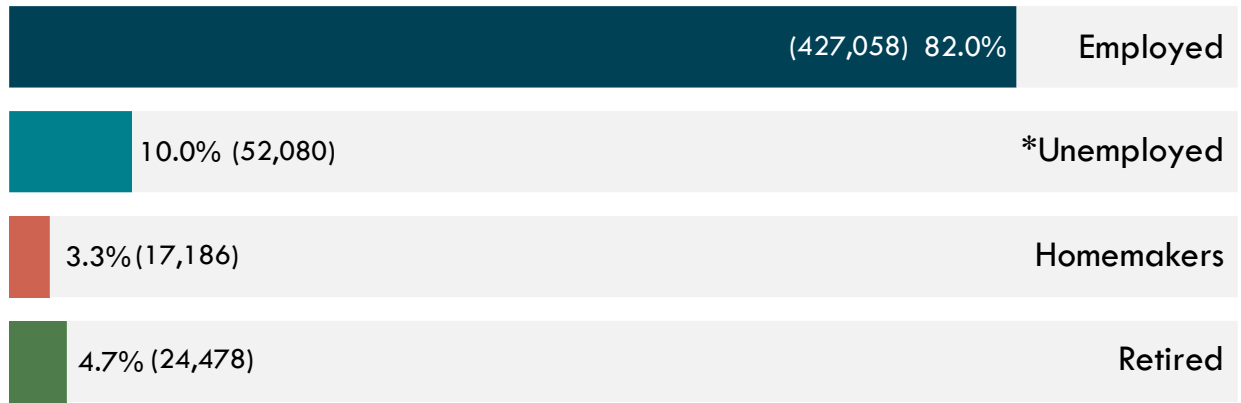 (427,058) 82.0% Employed
10.0% (52,080) *Unemployed
3.3% (17,186) Homemakers
4.7% (24,478) Retired